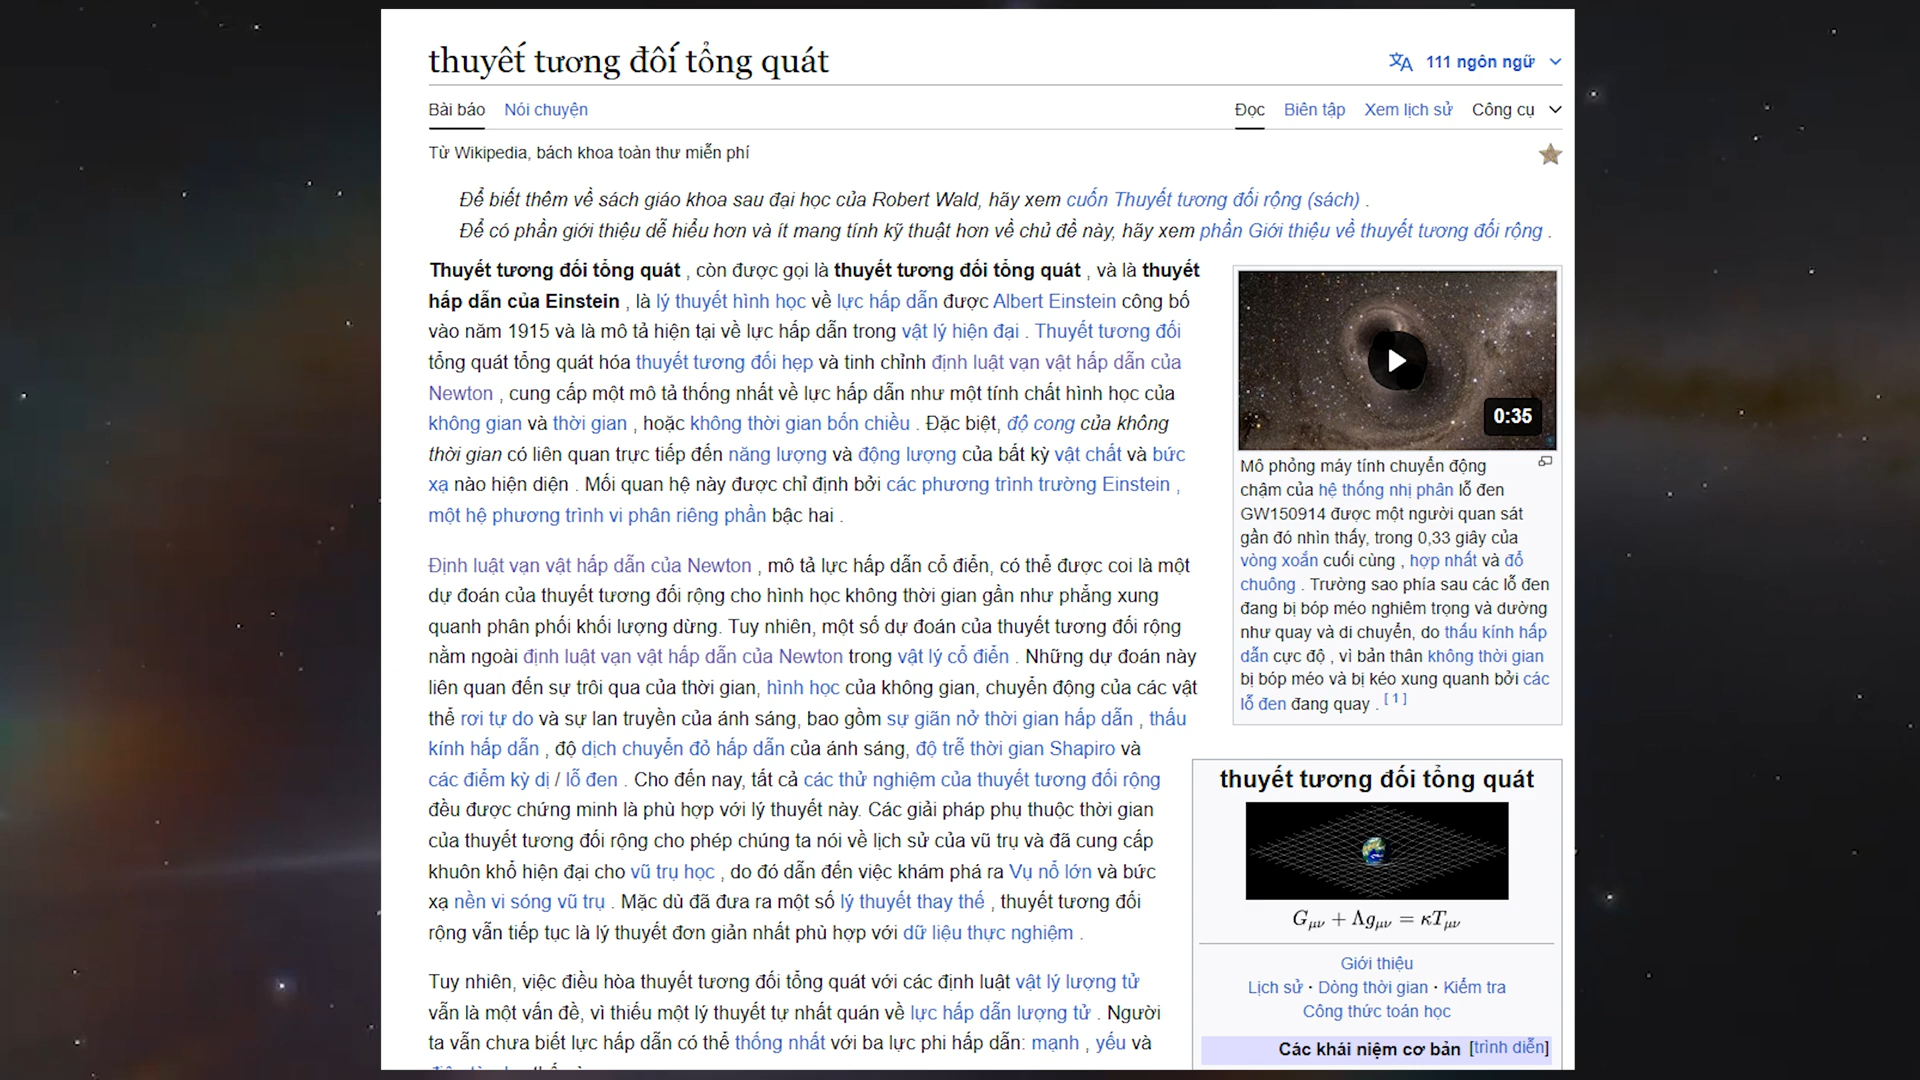 thuyết tương đối tổng quát
111 ngôn ngữ
Bài báo Nói chuyện
Đọc Biên tập Xem lịch sử Công cụ
Từ Wikipedia, bách khoa toàn thư miễn phí
Để biết thêm về sách giáo khoa sau đại học của Robert Wald, hãy xem cuốn Thuyết tương đối rộng (sách) .
Để có phần giới thiệu dễ hiểu hơn và ít mang tính kỹ thuật hơn về chủ đề này, hãy xem phần Giới thiệu về thuyết tương đối rộng .
Thuyết tương đối tổng quát , còn được gọi là thuyết tương đối tổng quát , và là thuyết
hấp dẫn của Einstein , là lý thuyết hình học về lực hấp dẫn được Albert Einstein công bố
vào năm 1915 và là mô tả hiện tại về lực hấp dẫn trong vật lý hiện đại . Thuyết tương đối
tổng quát tổng quát hóa thuyết tương đối hẹp và tinh chỉnh định luật vạn vật hấp dẫn của
Newton , cung cấp một mô tả thống nhất về lực hấp dẫn như một tính chất hình học của
không gian và thời gian , hoặc không thời gian bốn chiều . Đặc biệt, độ cong của không
thời gian có liên quan trực tiếp đến năng lượng và động lượng của bất kỳ vật chất và bức
xạ nào hiện diện . Mối quan hệ này được chỉ định bởi các phương trình trường Einstein ,
một hệ phương trình vi phân riêng phần bậc hai .
Định luật vạn vật hấp dẫn của Newton , mô tả lực hấp dẫn cổ điển, có thể được coi là một
dự đoán của thuyết tương đối rộng cho hình học không thời gian gần như phẳng xung
quanh phân phối khối lượng dừng. Tuy nhiên, một số dự đoán của thuyết tương đối rộng
nằm ngoài định luật vạn vật hấp dẫn của Newton trong vật lý cổ điển . Những dự đoán này
liên quan đến sự trôi qua của thời gian, hình học của không gian, chuyển động của các vật
thể rơi tự do và sự lan truyền của ánh sáng, bao gồm sự giãn nở thời gian hấp dẫn , thấu
kính hấp dẫn , độ dịch chuyển đỏ hấp dẫn của ánh sáng, độ trễ thời gian Shapiro và
các điểm kỳ dị / lỗ đen . Cho đến nay, tất cả các thử nghiệm của thuyết tương đối rộng
đều được chứng minh là phù hợp với lý thuyết này. Các giải pháp phụ thuộc thời gian
của thuyết tương đối rộng cho phép chúng ta nói về lịch sử của vũ trụ và đã cung cấp
khuôn khổ hiện đại cho vũ trụ học , do đó dẫn đến việc khám phá ra Vụ nổ lớn và bức
xạ nền vi sóng vũ trụ . Mặc dù đã đưa ra một số lý thuyết thay thế , thuyết tương đối
rộng vẫn tiếp tục là lý thuyết đơn giản nhất phù hợp với dữ liệu thực nghiệm .
Tuy nhiên, việc điều hòa thuyết tương đối tổng quát với các định luật vật lý lượng tử
vẫn là một vấn đề, vì thiếu một lý thuyết tự nhất quán về lực hấp dẫn lượng tử . Người
ta vẫn chưa biết lực hấp dẫn có thể thống nhất với ba lực phi hấp dẫn: mạnh , yếu và
0:35
Mô phỏng máy tính chuyển động
chậm của hệ thống nhị phân lỗ đen
GW150914 được một người quan sát
gần đó nhìn thấy, trong 0,33 giây của
vòng xoắn cuối cùng , hợp nhất và đổ
chuông . Trường sao phía sau các lỗ đen
đang bị bóp méo nghiêm trọng và dường
như quay và di chuyển, do thấu kính hấp
dẫn cực độ , vì bản thân không thời gian
bị bóp méo và bị kéo xung quanh bởi các
lỗ đen đang quay . [ 1 ]
thuyết tương đối tổng quát
Gμν + Λgμν = κTμν
Giới thiệu
Lịch sử · Dòng thời gian · Kiểm tra
Công thức toán học
Các khái niệm cơ bản [trình diễn]